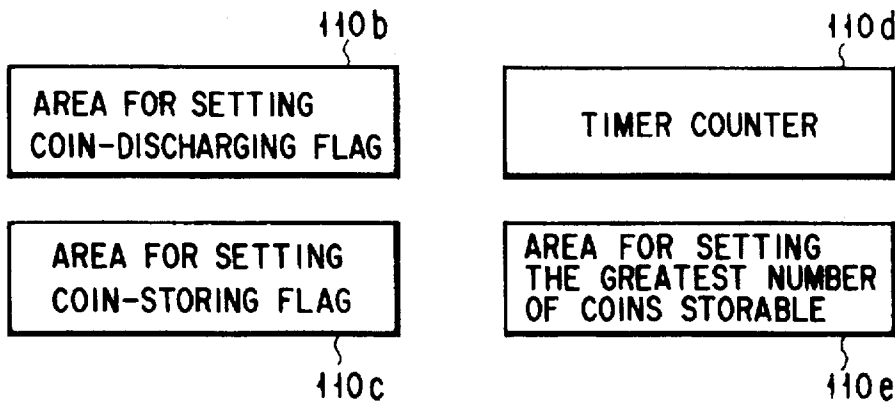 110b
AREA FOR SETTING
COIN-DISCHARGING FLAG
110d
TIMER COUNTER
AREA FOR SETTING
COIN-STORING FLAG
110c
AREA FOR SETTING
THE GREATEST NUMBER
OF COINS STORABLE
110e